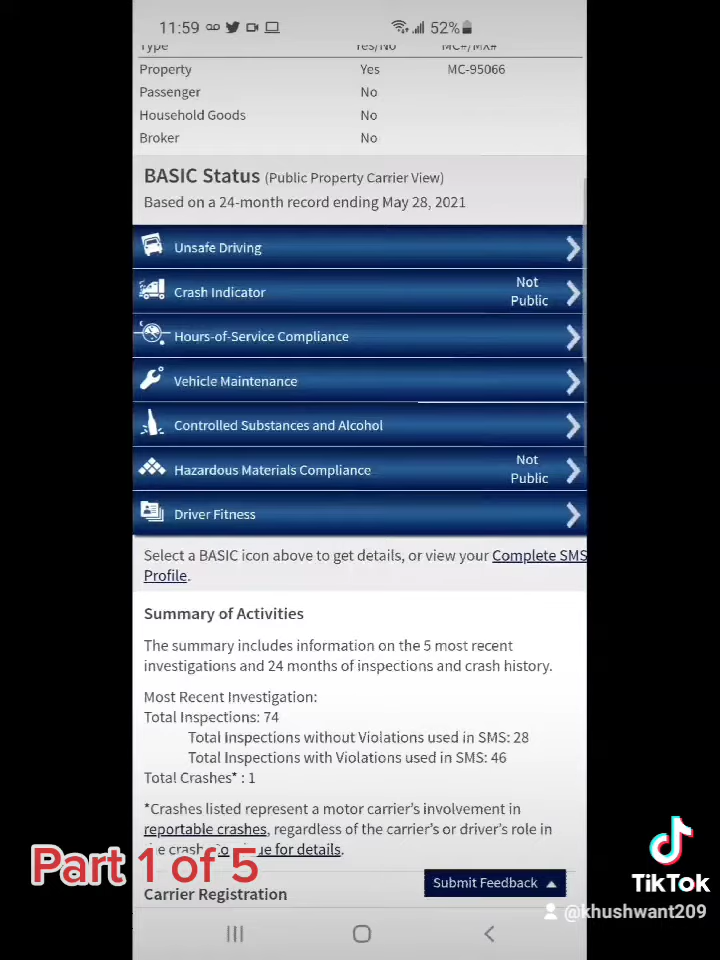 11:59 52%
Type Yes/No MC#/MX#
Property Yes MC-95066
Passenger No
Household Goods No
Broker No
BASIC Status (Public Property Carrier View)
Based on a 24-month record ending May 28, 2021
Unsafe Driving
Crash Indicator Not Public
Hours-of-Service Compliance
Vehicle Maintenance
Controlled Substances and Alcohol
Hazardous Materials Compliance Not Public
Driver Fitness
Select a BASIC icon above to get details, or view your Complete SMS
Profile.
Summary of Activities
The summary includes information on the 5 most recent
investigations and 24 months of inspections and crash history.
Most Recent Investigation:
Total Inspections: 74
Total Inspections without Violations used in SMS: 28
Total Inspections with Violations used in SMS: 46
Total Crashes* : 1
*Crashes listed represent a motor carrier's involvement in
reportable crashes, regardless of the carrier's or driver's role in
the crash. for details.
Part 1 of 5
Submit Feedback
Carrier Registration
TikTok
@khushwant209